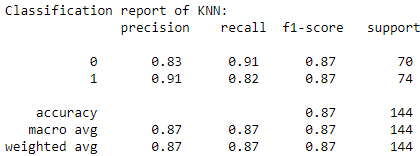 Classification report of KNN:
precision recall f1-score support
0 0.83 0.91 0.87 70
1 0.91 0.82 0.87 74
accuracy 0.87 144
macro avg 0.87 0.87 0.87 144
weighted avg 0.87 0.87 0.87 144